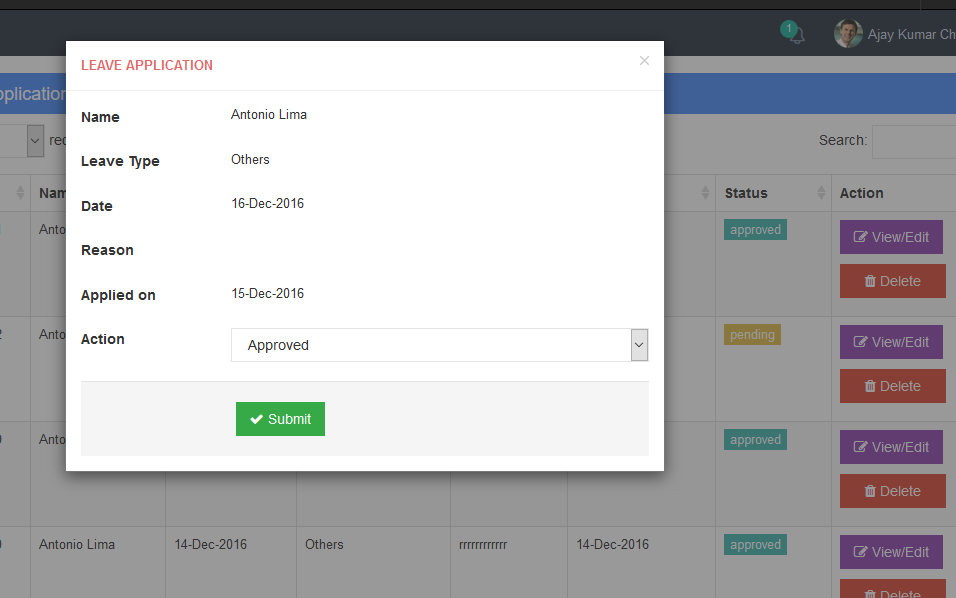 1
Ajay Kumar Ch
LEAVE APPLICATION
×
pplication
Name
Antonio Lima
rec
Search:
Leave Type
Others
Nam
Status
Action
Date
16-Dec-2016
Anto
approved
View/Edit
Reason
Delete
Applied on
15-Dec-2016
2
Anto
pending
View/Edit
Action
Approved
Delete
Submit
Anto
approved
View/Edit
Delete
Antonio Lima
14-Dec-2016
Others
rrrrrrrrrrrr
14-Dec-2016
approved
View/Edit
Delete